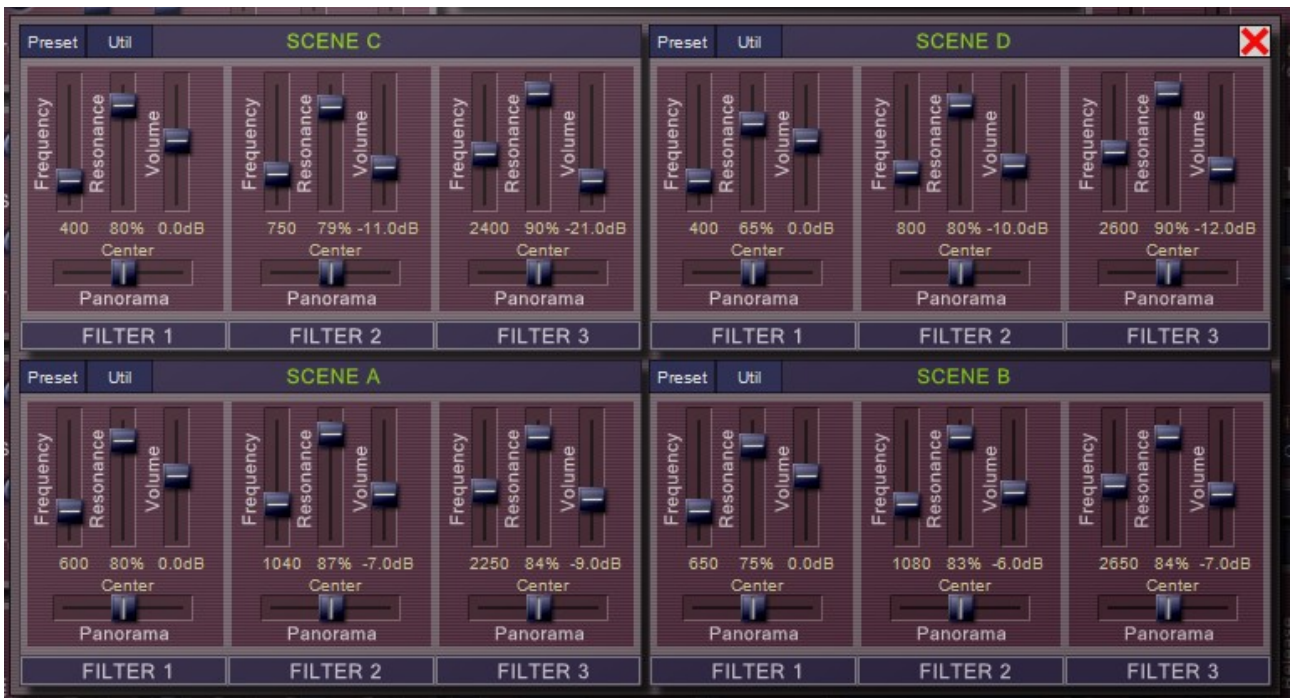 Preset Util SCENE C
Frequency Resonance Volume Frequency Resonance Volume Frequency Resonance Volume
400 80% 0.0dB 750 79% -11.0dB 2400 90% -21.0dB
Center Center Center
Panorama Panorama Panorama
FILTER 1 FILTER 2 FILTER 3
Preset Util SCENE D
Frequency Resonance Volume Frequency Resonance Volume Frequency Resonance Volume
400 65% 0.0dB 800 80% -10.0dB 2600 90% -12.0dB
Center Center Center
Panorama Panorama Panorama
FILTER 1 FILTER 2 FILTER 3
Preset Util SCENE A
Frequency Resonance Volume Frequency Resonance Volume Frequency Resonance Volume
600 80% 0.0dB 1040 87% -7.0dB 2250 84% -9.0dB
Center Center Center
Panorama Panorama Panorama
FILTER 1 FILTER 2 FILTER 3
Preset Util SCENE B
Frequency Resonance Volume Frequency Resonance Volume Frequency Resonance Volume
650 75% 0.0dB 1080 83% -6.0dB 2650 84% -7.0dB
Center Center Center
Panorama Panorama Panorama
FILTER 1 FILTER 2 FILTER 3